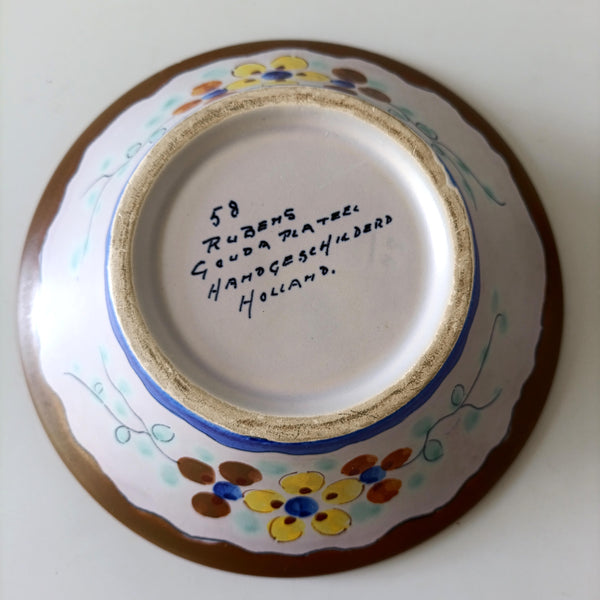 58
RUBENS
GOUDA PLATEEL
HANDGESCHILDERD
HOLLAND.